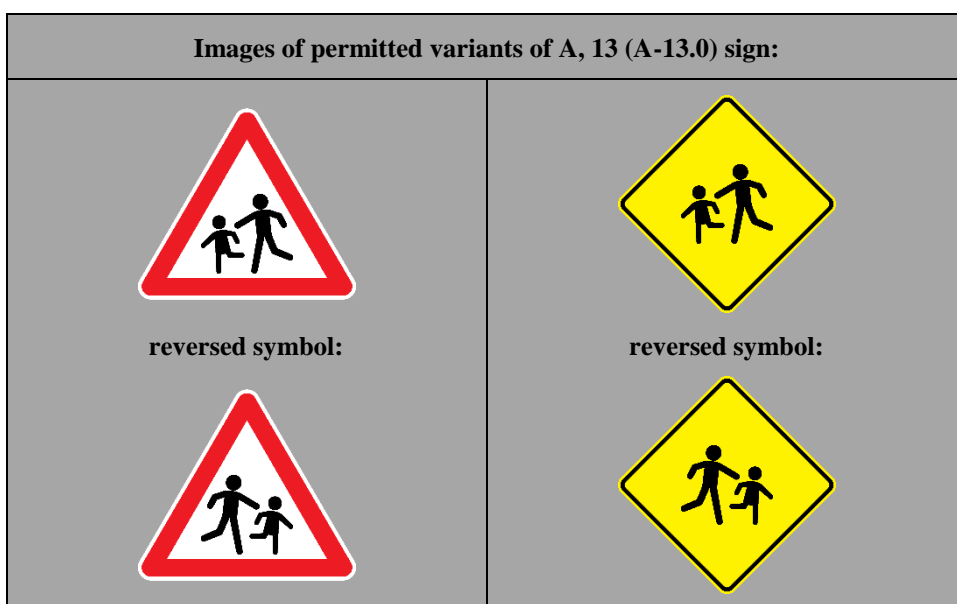 Images of permitted variants of A, 13 (A-13.0) sign:
reversed symbol:
reversed symbol: